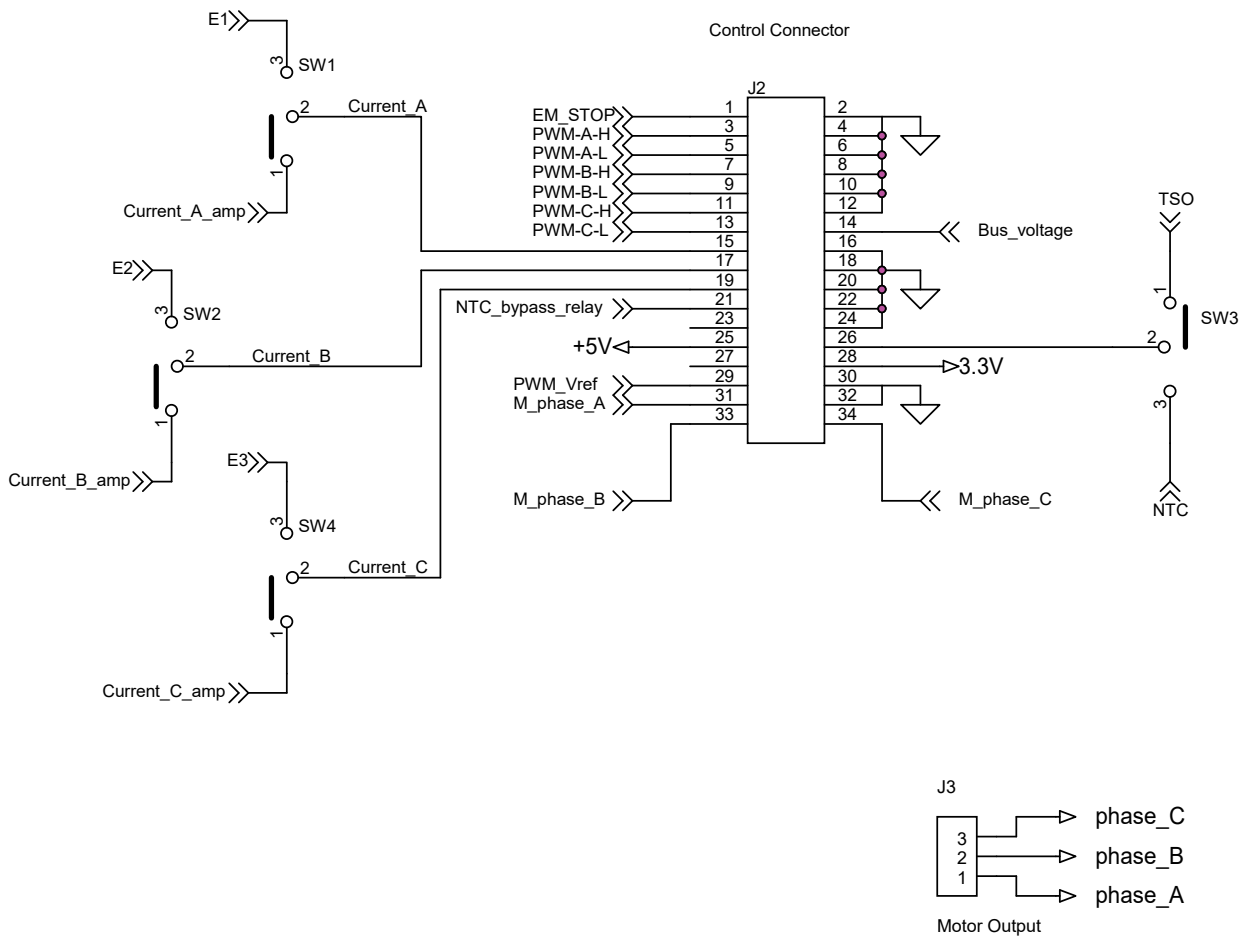 E1
3
SW1
2
Current_A
1
Current_A_amp
E2
3
SW2
2
Current_B
1
Current_B_amp
E3
3
SW4
2
Current_C
1
Current_C_amp
Control Connector
J2
EM_STOP 1 2
PWM-A-H 3 4
PWM-A-L 5 6
PWM-B-H 7 8
PWM-B-L 9 10
PWM-C-H 11 12
PWM-C-L 13 14 Bus_voltage
15 16
17 18
19 20
NTC_bypass_relay 21 22
23 24
+5V 25 26
27 28 3.3V
PWM_Vref 29 30
M_phase_A 31 32
33 34
M_phase_B
M_phase_C
TSO
1
SW3
2
3
NTC
J3
3 phase_C
2 phase_B
1 phase_A
Motor Output